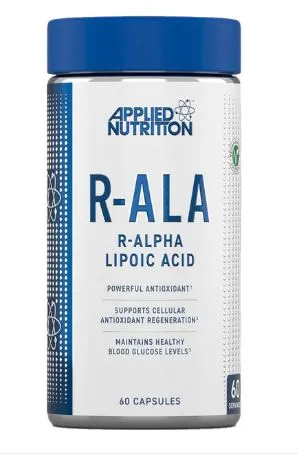 APPLIED
NUTRITION
R-ALA
R-ALPHA
LIPOIC ACID
POWERFUL ANTIOXIDANT¹
SUPPORTS CELLULAR
ANTIOXIDANT REGENERATION²
MAINTAINS HEALTHY
BLOOD GLUCOSE LEVELS³
60 CAPSULES
60